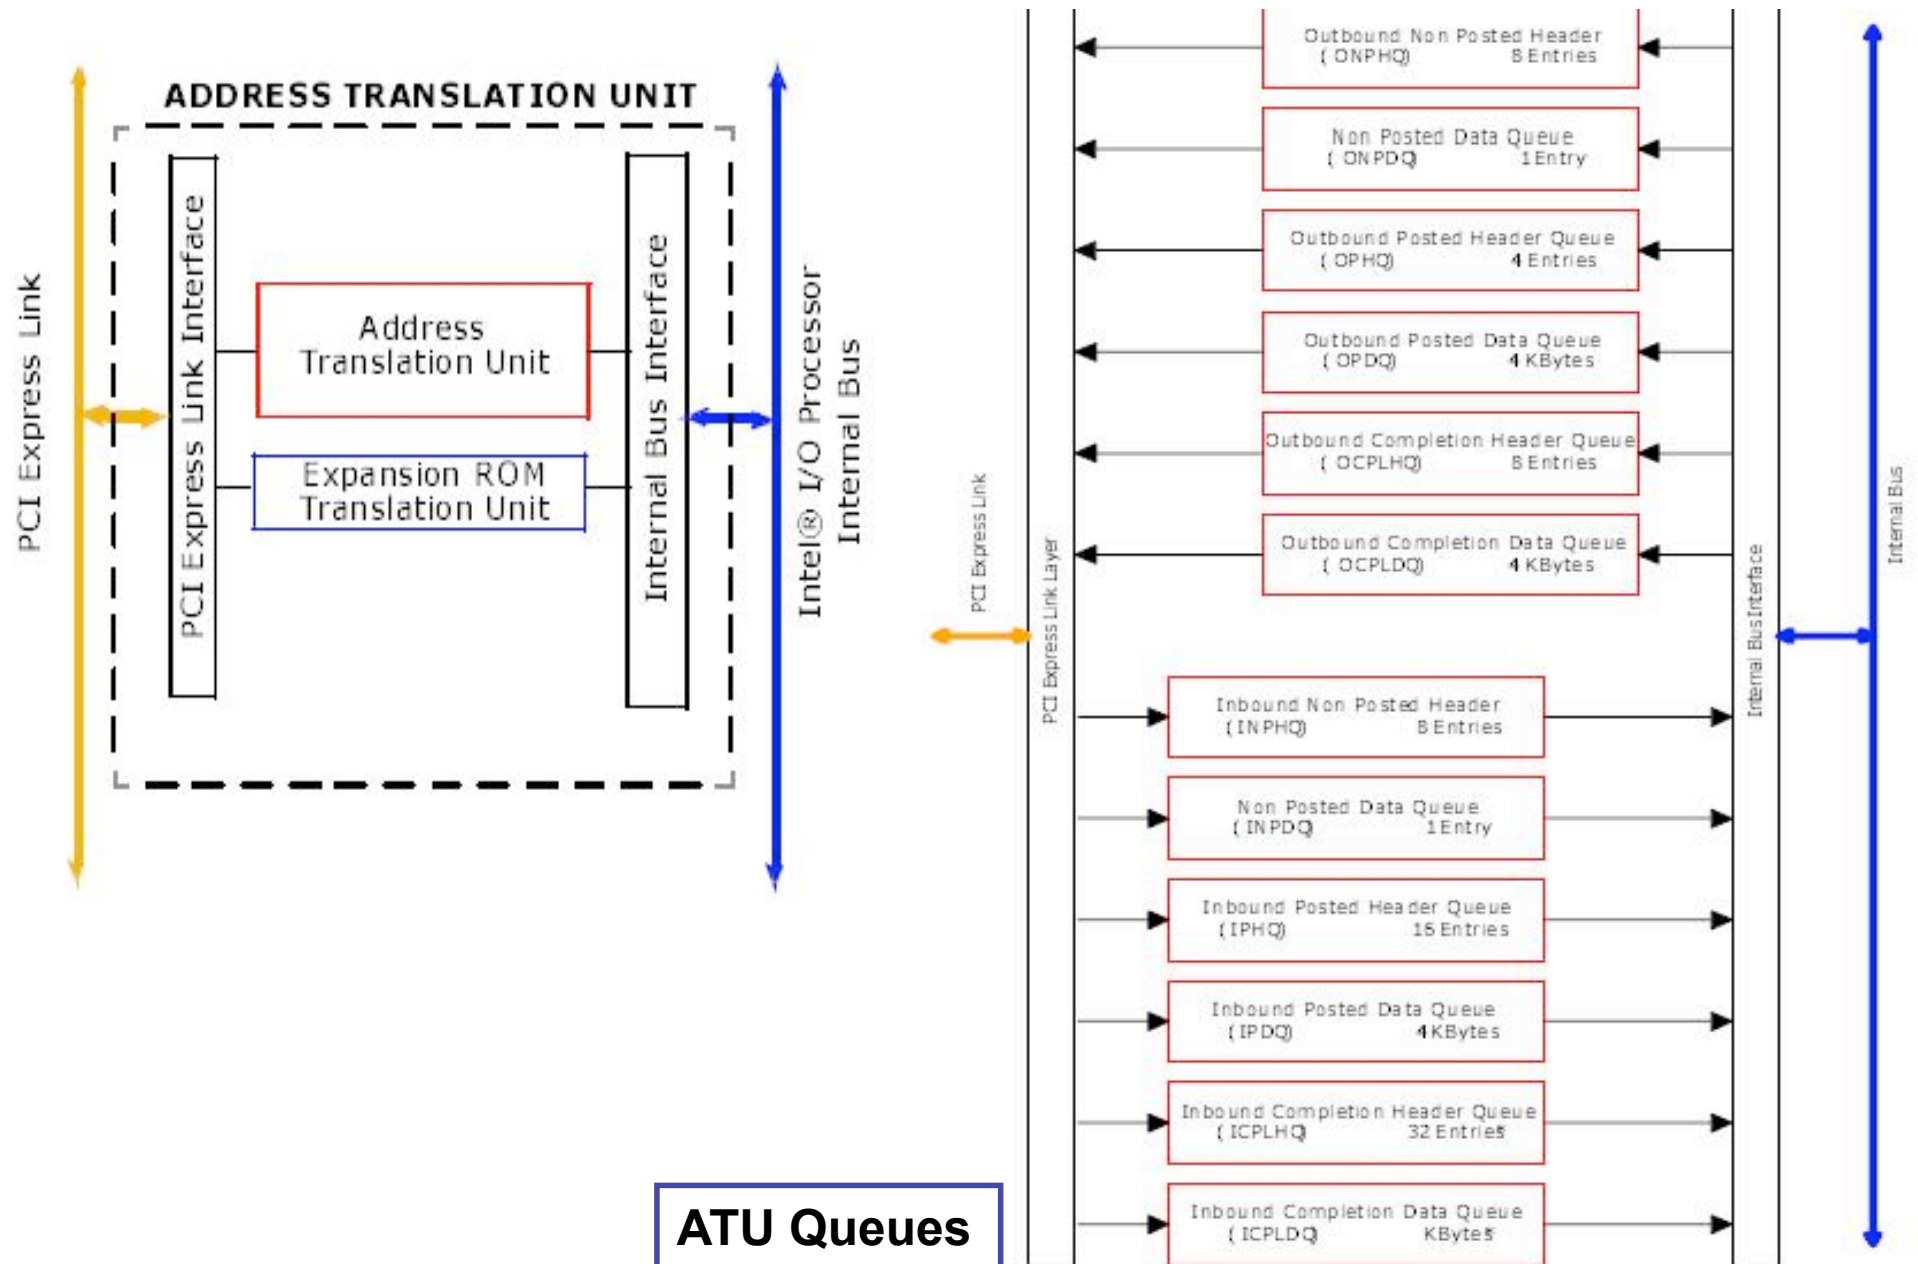 ADDRESS TRANSLATION UNIT
PCI Express Link
PCI Express Link Interface
Address
Translation Unit
Expansion ROM
Translation Unit
Internal Bus Interface
Intel® I/O Processor
Internal Bus
PCI Express Link
PCI Express Link Layer
Outbound Non Posted Header
(ONPHQ) 8 Entries
Non Posted Data Queue
(ONPDQ) 1 Entry
Outbound Posted Header Queue
(OPHQ) 4 Entries
Outbound Posted Data Queue
(OPDQ) 4 KBytes
Outbound Completion Header Queue
(OCPLHQ) 8 Entries
Outbound Completion Data Queue
(OCPLDQ) 4 KBytes
Inbound Non Posted Header
(INPHQ) 8 Entries
Non Posted Data Queue
(INPDQ) 1 Entry
Inbound Posted Header Queue
(IPHQ) Entries
Inbound Posted Data Queue
(IPDQ) 4 KBytes
Inbound Completion Header Queue
(ICPLHQ) 32 Entries
Inbound Completion Data Queue
(ICPLDQ) KBytes
Internal Bus Interface
Internal Bus
ATU Queues